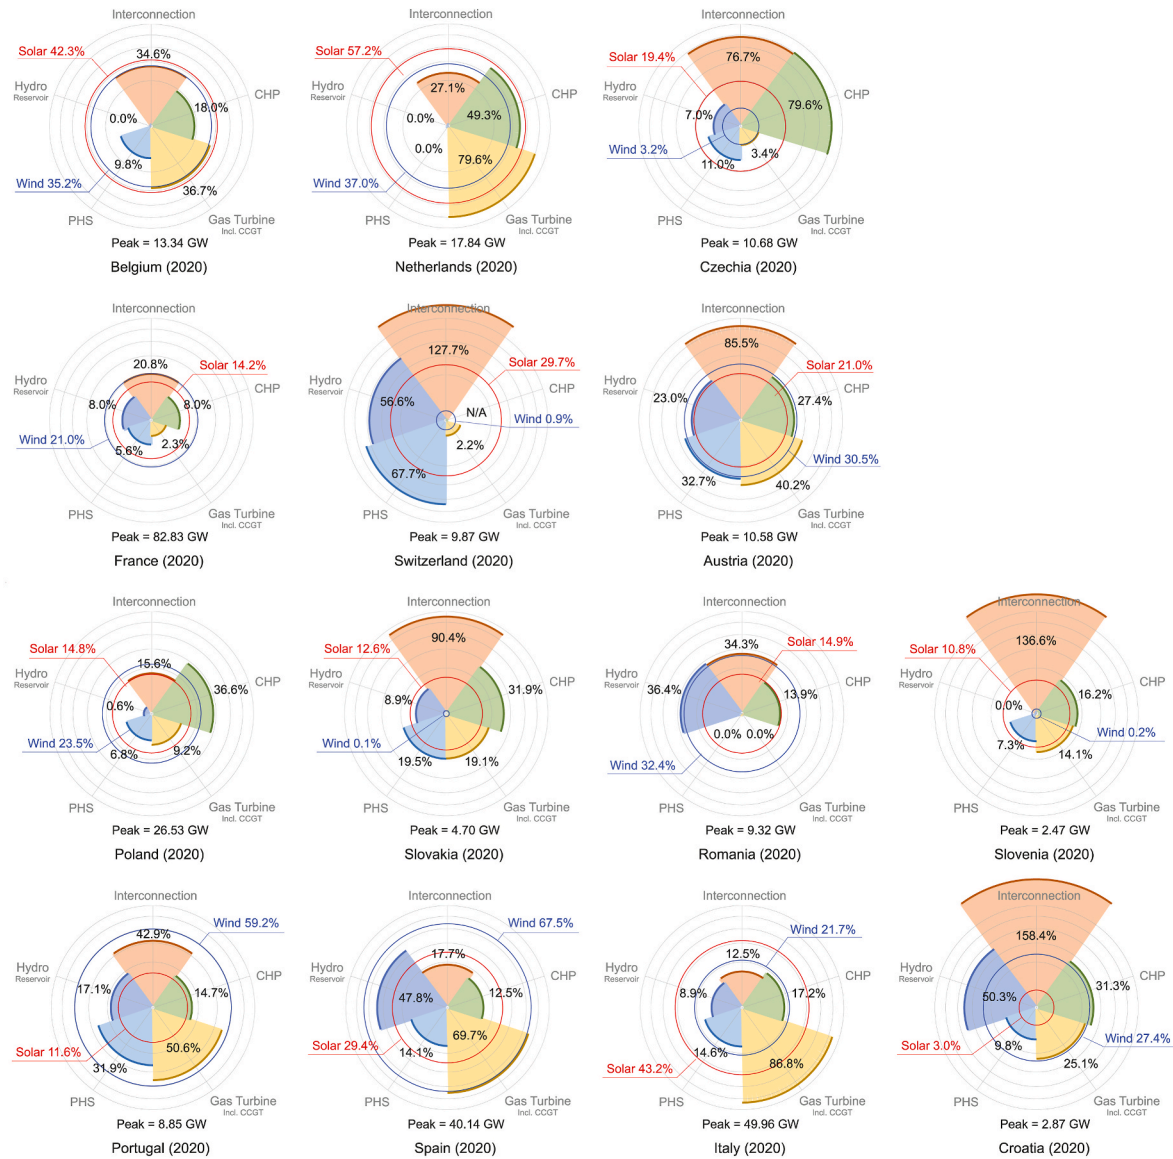 Interconnection
Solar 42.3%
34.6%
Hydro
Reservoir
CHP
18.0%
0.0%
9.8%
Wind 35.2%
36.7%
PHS
Gas Turbine
Incl. CCGT
Peak = 13.34 GW
Belgium (2020)
Interconnection
Solar 57.2%
Hydro
Reservoir
27.1%
CHP
0.0%
49.3%
0.0%
79.6%
Wind 37.0%
PHS
Gas Turbine
Incl. CCGT
Peak = 17.84 GW
Netherlands (2020)
Interconnection
Solar 19.4%
76.7%
Hydro
Reservoir
CHP
79.6%
7.0%
Wind 3.2%
3.4%
11.0%
PHS
Gas Turbine
Incl. CCGT
Peak = 10.68 GW
Czechia (2020)
Interconnection
20.8%
Solar 14.2%
Hydro
Reservoir
CHP
8.0%
8.0%
Wind 21.0%
5.6%
2.3%
PHS
Gas Turbine
Incl. CCGT
Peak = 82.83 GW
France (2020)
Interconnection
127.7%
Solar 29.7%
Hydro
Reservoir
CHP
56.6%
N/A
Wind 0.9%
2.2%
67.7%
PHS
Gas Turbine
Incl. CCGT
Peak = 9.87 GW
Switzerland (2020)
Interconnection
85.5%
Solar 21.0%
Hydro
Reservoir
CHP
23.0%
27.4%
Wind 30.5%
32.7%
40.2%
PHS
Gas Turbine
Incl. CCGT
Peak = 10.58 GW
Austria (2020)
Interconnection
Solar 14.8%
15.6%
Hydro
Reservoir
CHP
36.6%
0.6%
Wind 23.5%
6.8%
9.2%
PHS
Gas Turbine
Incl. CCGT
Peak = 26.53 GW
Poland (2020)
Interconnection
90.4%
Solar 12.6%
Hydro
Reservoir
CHP
31.9%
8.9%
Wind 0.1%
19.5%
19.1%
PHS
Gas Turbine
Incl. CCGT
Peak = 4.70 GW
Slovakia (2020)
Interconnection
34.3%
Solar 14.9%
Hydro
Reservoir
CHP
36.4%
13.9%
0.0%
0.0%
Wind 32.4%
PHS
Gas Turbine
Incl. CCGT
Peak = 9.32 GW
Romania (2020)
Interconnection
136.6%
Solar 10.8%
Hydro
Reservoir
CHP
16.2%
0.0%
Wind 0.2%
7.3%
14.1%
PHS
Gas Turbine
Incl. CCGT
Peak = 2.47 GW
Slovenia (2020)
Interconnection
Wind 59.2%
42.9%
Hydro
Reservoir
CHP
17.1%
14.7%
Solar 11.6%
50.6%
31.9%
PHS
Gas Turbine
Incl. CCGT
Peak = 8.85 GW
Portugal (2020)
Interconnection
Wind 67.5%
17.7%
Hydro
Reservoir
CHP
47.8%
12.5%
69.7%
Solar 29.4%
14.1%
PHS
Gas Turbine
Incl. CCGT
Peak = 40.14 GW
Spain (2020)
Interconnection
Wind 21.7%
12.5%
Hydro
Reservoir
CHP
8.9%
17.2%
14.6%
86.8%
Solar 43.2%
PHS
Gas Turbine
Incl. CCGT
Peak = 49.96 GW
Italy (2020)
Interconnection
158.4%
Hydro
Reservoir
CHP
50.3%
31.3%
Wind 27.4%
Solar 3.0%
9.8%
25.1%
PHS
Gas Turbine
Incl. CCGT
Peak = 2.87 GW
Croatia (2020)